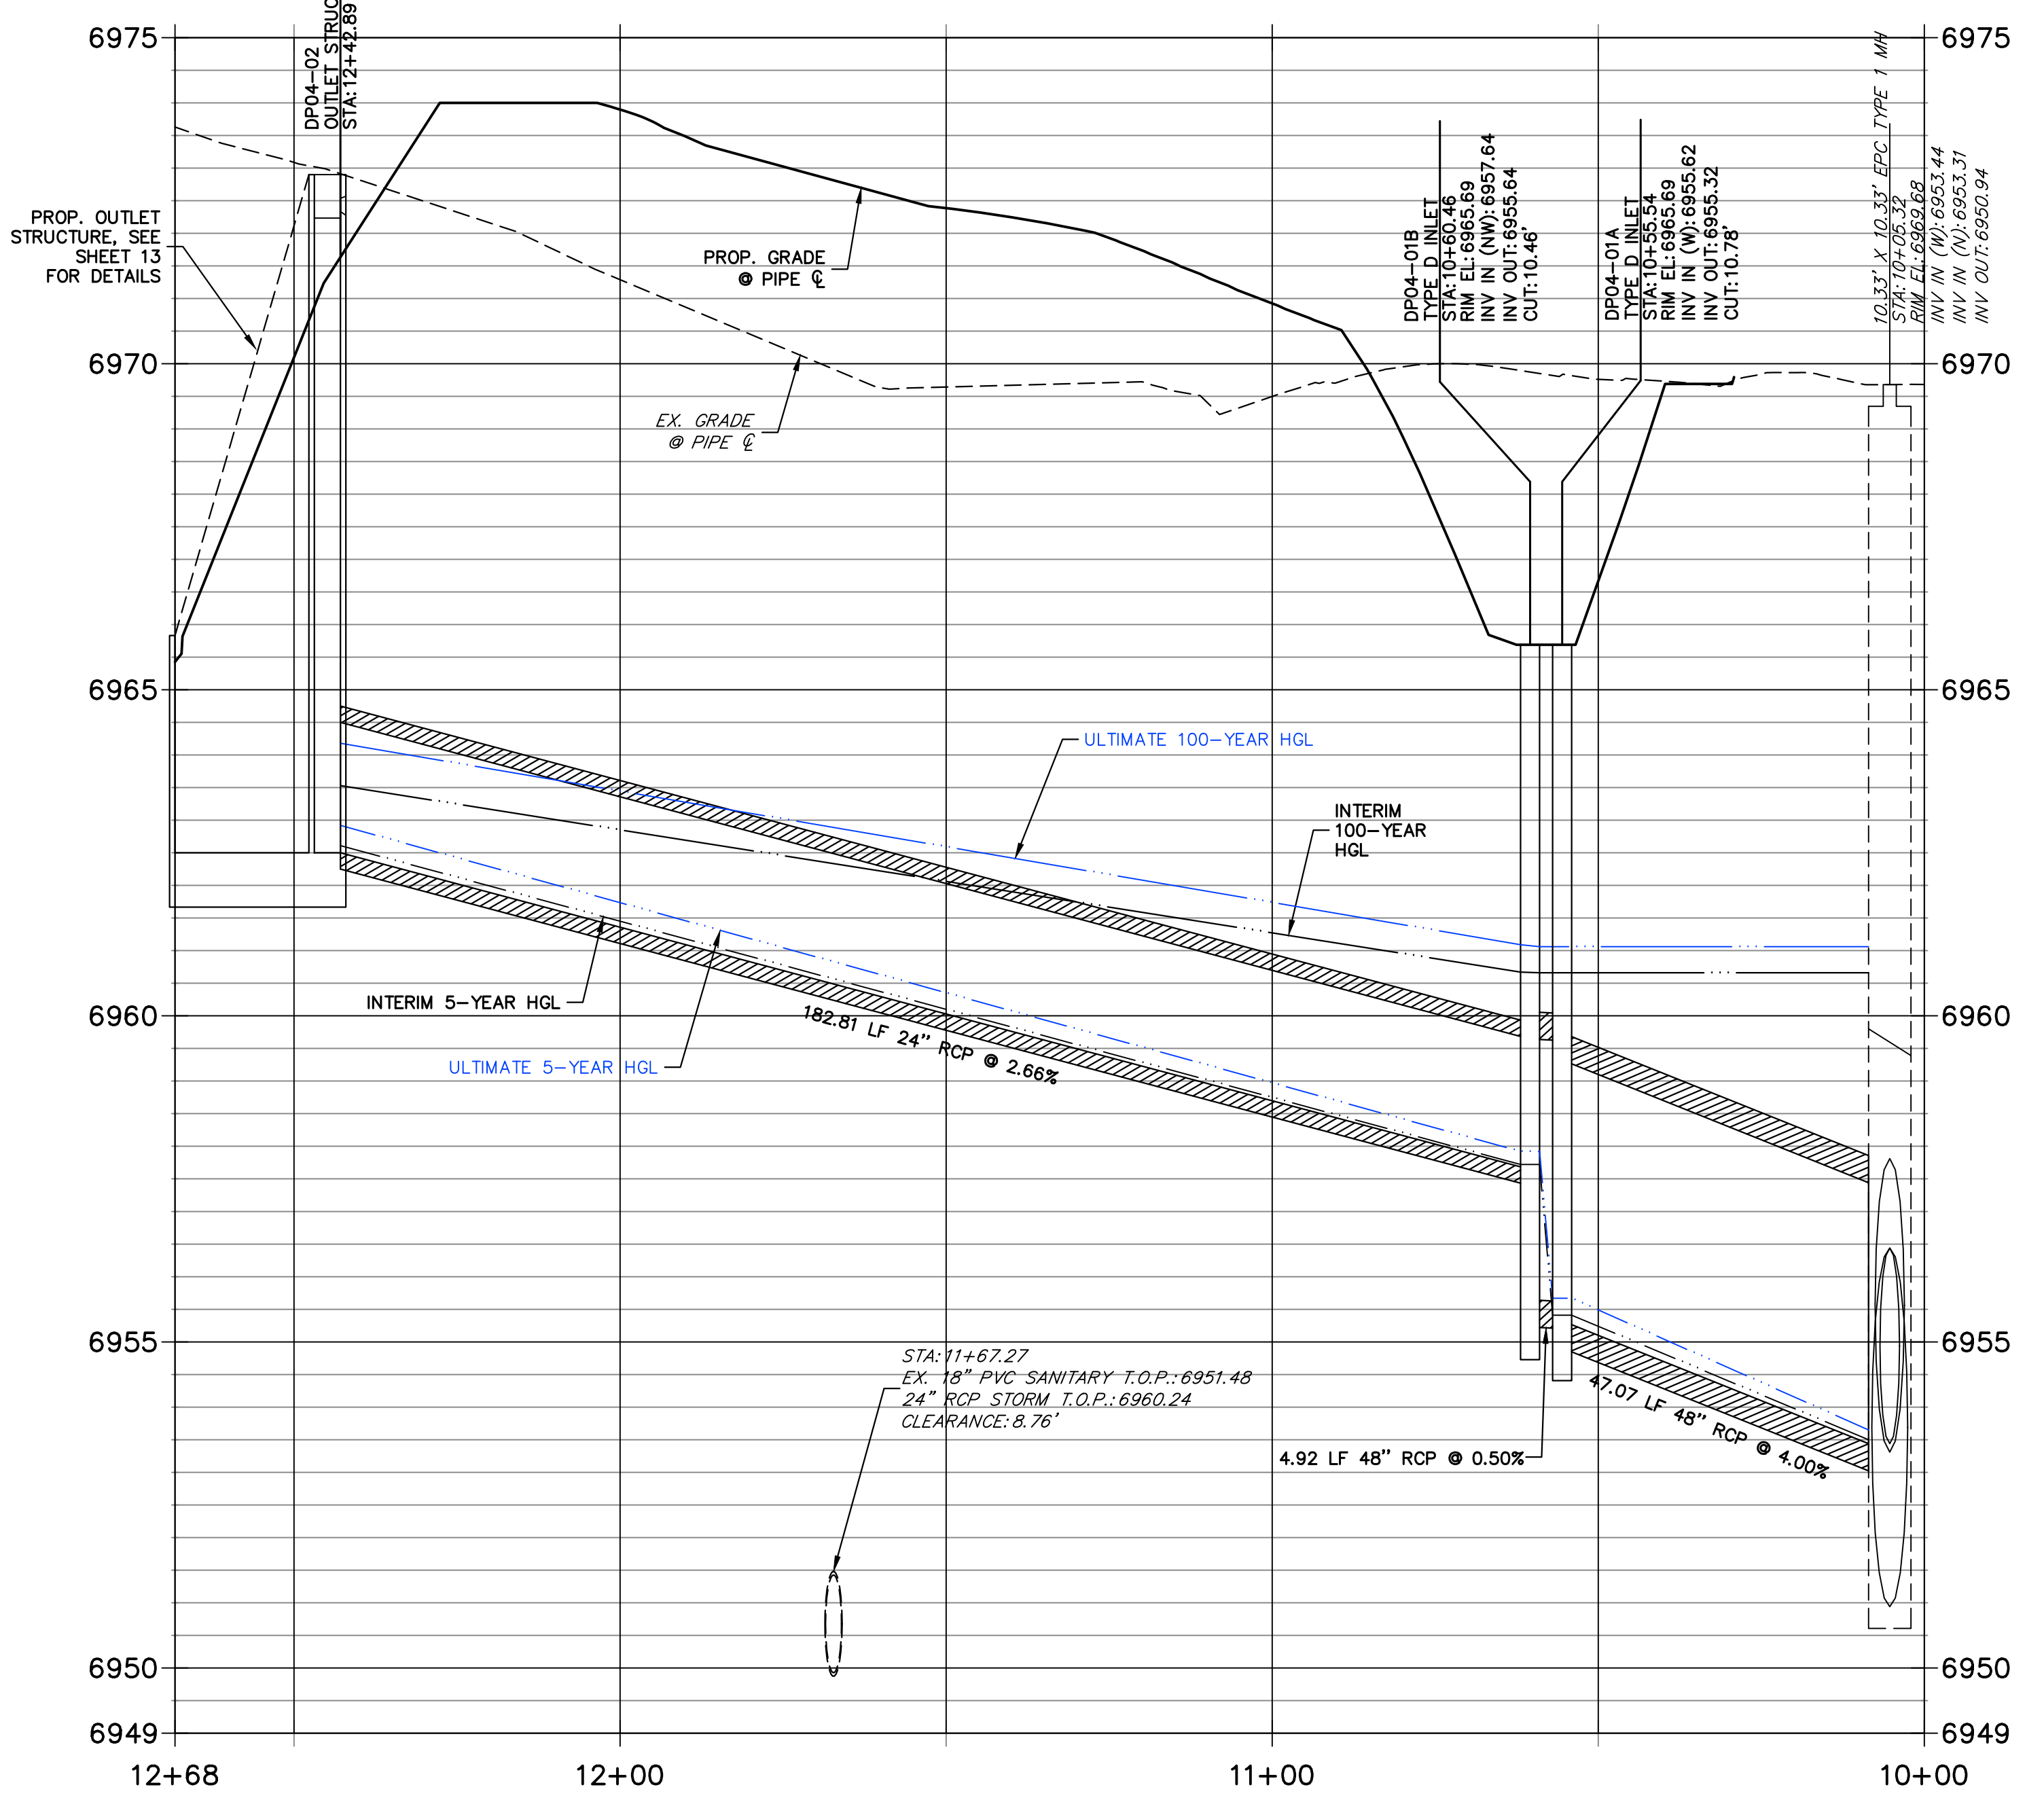 6975
6970
6965
6960
6955
6950
6949
6975
6970
6965
6960
6955
6950
6949
12+68
12+00
11+00
10+00
DP04-02
OUTLET STRUC
STA:12+42.89
PROP. OUTLET
STRUCTURE, SEE
SHEET 13
FOR DETAILS
PROP. GRADE
@ PIPE ℄
EX. GRADE
@ PIPE ℄
DP04-01B
TYPE D INLET
STA:10+60.46
RIM EL:6965.69
INV IN (NW):6957.64
INV OUT:6955.64
CUT:10.46'
DP04-01A
TYPE D INLET
STA:10+55.54
RIM EL:6965.69
INV IN (W):6955.62
INV OUT:6955.32
CUT:10.78'
10.33' X 10.33' EPC TYPE 1 MH
STA:10+05.32
RIM EL:6969.68
INV IN (W):6953.44
INV IN (N):6953.31
INV OUT:6950.94
ULTIMATE 100-YEAR HGL
INTERIM
100-YEAR
HGL
INTERIM 5-YEAR HGL
ULTIMATE 5-YEAR HGL
182.81 LF 24" RCP @ 2.66%
STA:11+67.27
EX. 18" PVC SANITARY T.O.P.:6951.48
24" RCP STORM T.O.P.:6960.24
CLEARANCE:8.76'
4.92 LF 48" RCP @ 0.50%
47.07 LF 48" RCP @ 4.00%